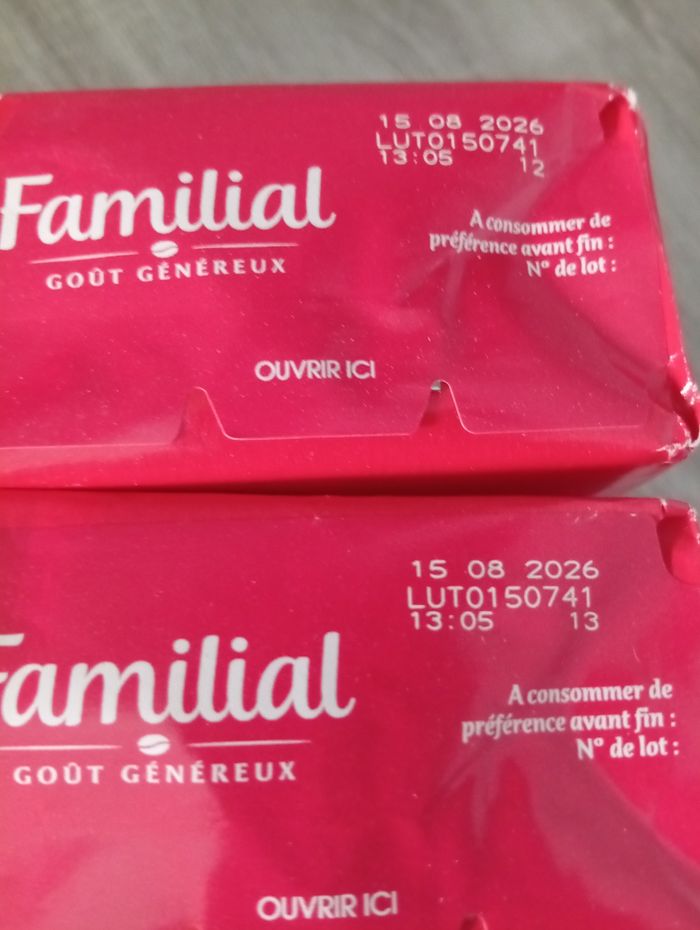 15 08 2026
LUT0150741
13:05 12
Familial
GOÛT GÉNÉREUX
A consommer de
préférence avant fin :
N° de lot :
OUVRIR ICI
15 08 2026
LUT0150741
13:05 13
Familial
GOÛT GÉNÉREUX
A consommer de
préférence avant fin :
N° de lot :
OUVRIR ICI